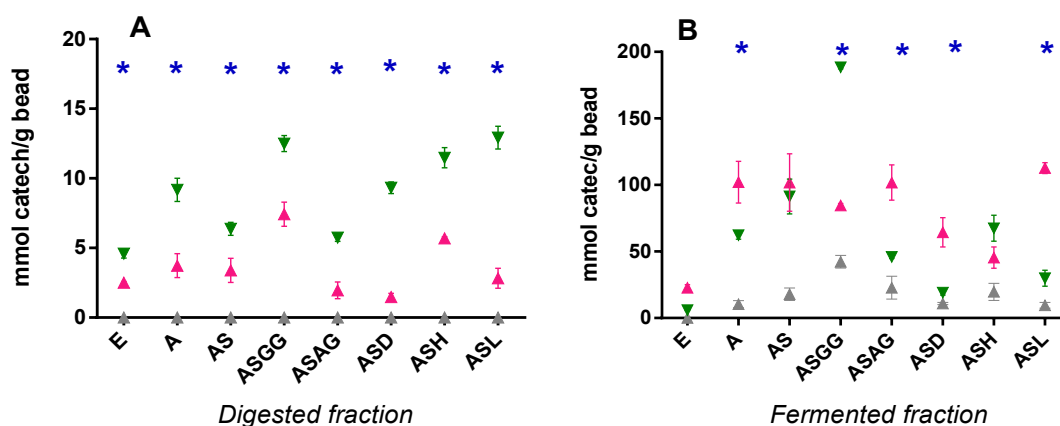 A
mmol catech/g bead
20
15
10
5
0
* * * * * * * *
E A AS ASGG ASAG ASD ASH ASL
Digested fraction
B
mmol catec/g bead
200
150
100
50
0
* * * * *
E A AS ASGG ASAG ASD ASH ASL
Fermented fraction